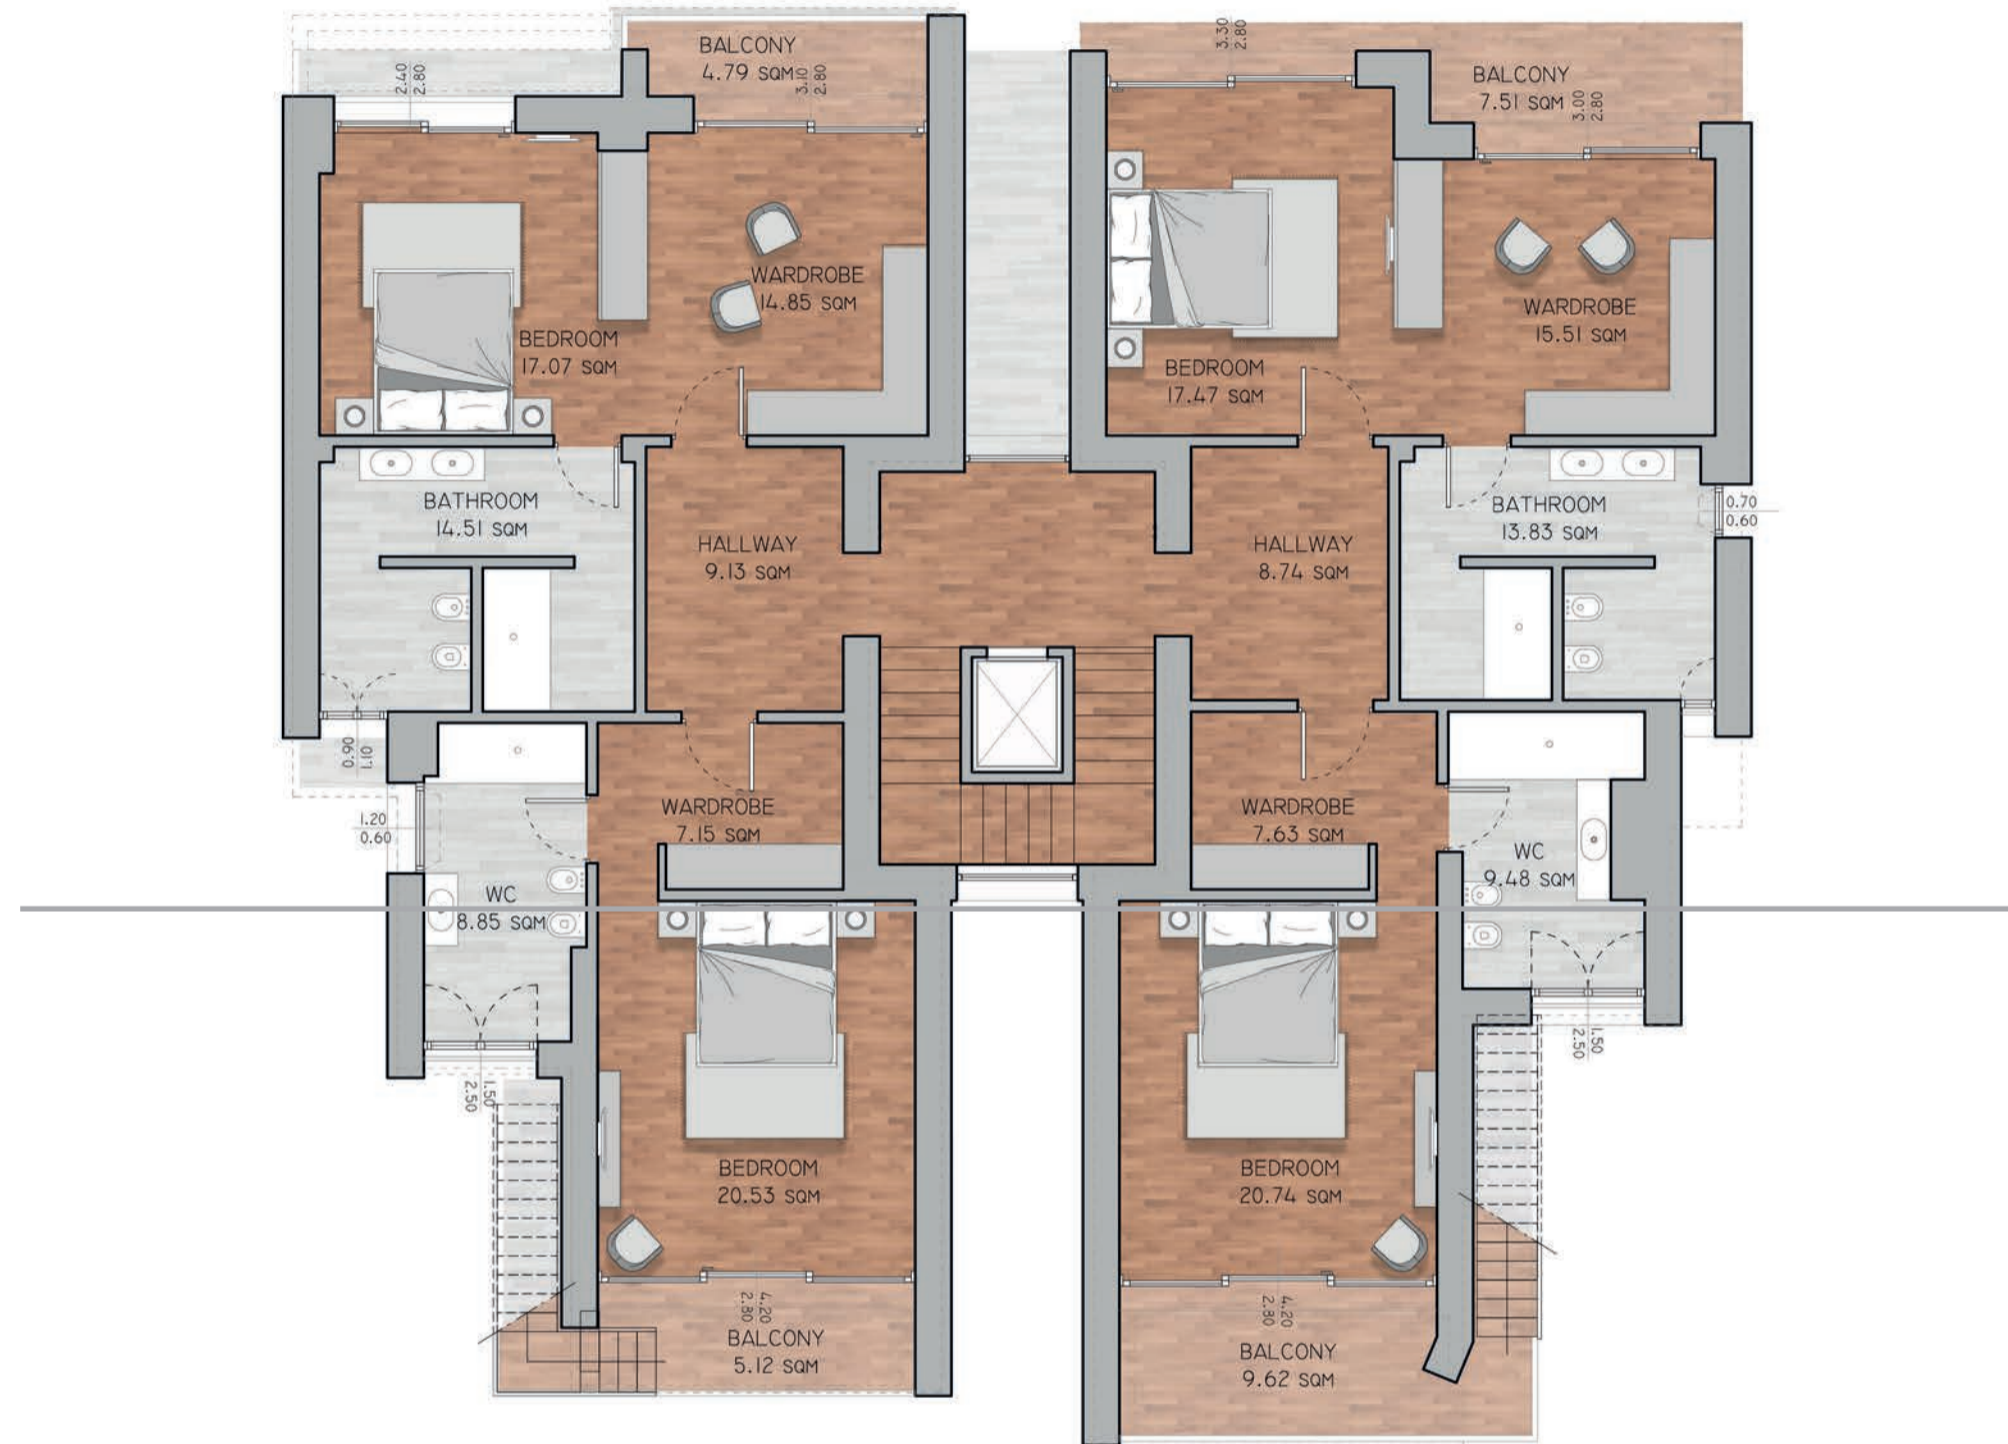 BALCONY
4.79 SQM
3.10
2.80
2.40
2.80
3.30
2.80
BALCONY
7.51 SQM
3.00
2.80
WARDROBE
14.85 SQM
BEDROOM
17.07 SQM
WARDROBE
15.51 SQM
BEDROOM
17.47 SQM
BATHROOM
14.51 SQM
HALLWAY
9.13 SQM
HALLWAY
8.74 SQM
BATHROOM
13.83 SQM
0.70
0.60
0.90
1.10
1.20
0.60
WARDROBE
7.15 SQM
WARDROBE
7.63 SQM
WC
8.85 SQM
WC
9.48 SQM
2.50
1.50
2.50
1.50
BEDROOM
20.53 SQM
BEDROOM
20.74 SQM
2.80
4.20
BALCONY
5.12 SQM
2.80
4.20
BALCONY
9.62 SQM